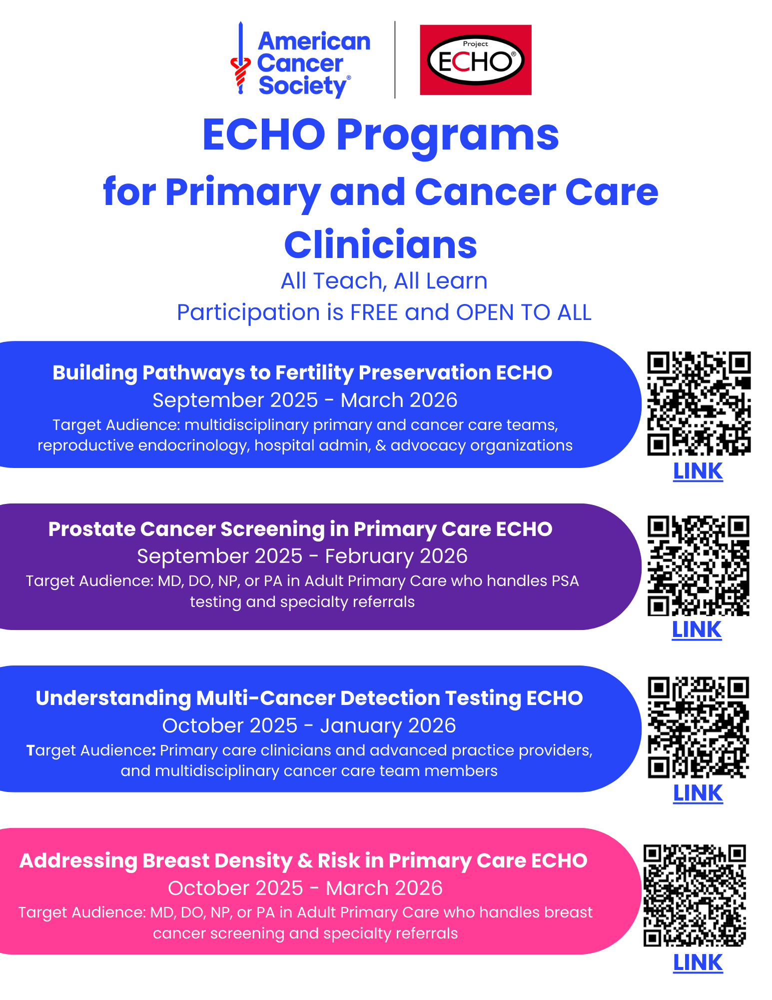 American
Cancer
Society®
Project
ECHO®
ECHO Programs
for Primary and Cancer Care
Clinicians
All Teach, All Learn
Participation is FREE and OPEN TO ALL
Building Pathways to Fertility Preservation ECHO
September 2025 - March 2026
Target Audience: multidisciplinary primary and cancer care teams,
reproductive endocrinology, hospital admin, & advocacy organizations
LINK
Prostate Cancer Screening in Primary Care ECHO
September 2025 - February 2026
Target Audience: MD, DO, NP, or PA in Adult Primary Care who handles PSA
testing and specialty referrals
LINK
Understanding Multi-Cancer Detection Testing ECHO
October 2025 - January 2026
Target Audience: Primary care clinicians and advanced practice providers,
and multidisciplinary cancer care team members
LINK
Addressing Breast Density & Risk in Primary Care ECHO
October 2025 - March 2026
Target Audience: MD, DO, NP, or PA in Adult Primary Care who handles breast
cancer screening and specialty referrals
LINK